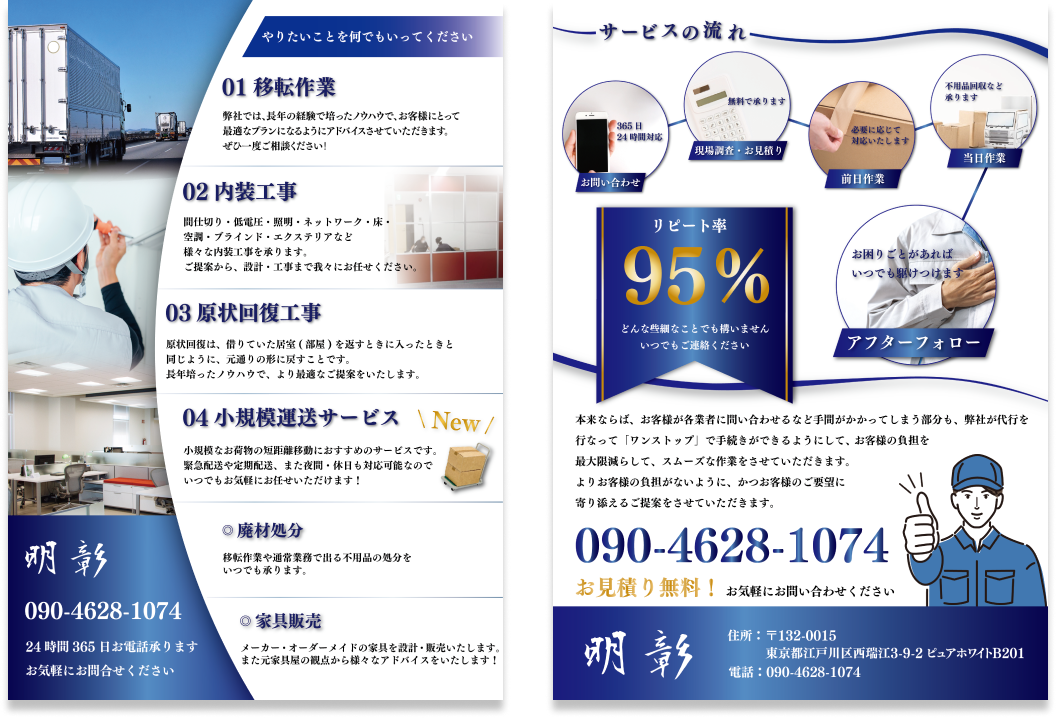 やりたいことを何でもいってください
01 移転作業
弊社では、長年の経験で培ったノウハウで、お客様にとって
最適なプランになるようにアドバイスさせていただきます。
ぜひ一度ご相談ください!
02 内装工事
間仕切り・低電圧・照明・ネットワーク・床・
空調・ブラインド・エクステリアなど
様々な内装工事を承ります。
ご提案から、設計・工事まで我々にお任せください。
03 原状回復工事
原状回復は、借りていた居室(部屋)を返すときに入ったときと
同じように、元通りの形に戻すことです。
長年培ったノウハウで、より最適なご提案をいたします。
04 小規模運送サービス
\ New /
小規模なお荷物の短距離移動におすすめのサービスです。
緊急配送や定期配送、また夜間・休日も対応可能なので
いつでもお気軽にお任せいただけます!
◎ 廃材処分
移転作業や通常業務で出る不用品の処分を
いつでも承ります。
◎ 家具販売
メーカー・オーダーメイドの家具を設計・販売いたします。
また元家具屋の観点から様々なアドバイスをいたします!
明 彰
090-4628-1074
24時間365日お電話承ります
お気軽にお問合せください
サービスの流れ
365日
24時間対応
お問い合わせ
無料で承ります
現場調査・お見積り
必要に応じて
対応いたします
前日作業
不用品回収など
承ります
当日作業
お困りごとがあれば
いつでも駆けつけます
アフターフォロー
リピート率
95%
どんな些細なことでも構いません
いつでもご連絡ください
本来ならば、お客様が各業者に問い合わせるなど手間がかかってしまう部分も、弊社が代行を
行なって「ワンストップ」で手続きができるようにして、お客様の負担を
最大限減らして、スムーズな作業をさせていただきます。
よりお客様の負担がないように、かつお客様のご要望に
寄り添えるご提案をさせていただきます。
090-4628-1074
お見積り無料! お気軽にお問い合わせください
明 彰
住所:〒132-0015
東京都江戸川区西瑞江3-9-2 ピュアホワイトB201
電話:090-4628-1074